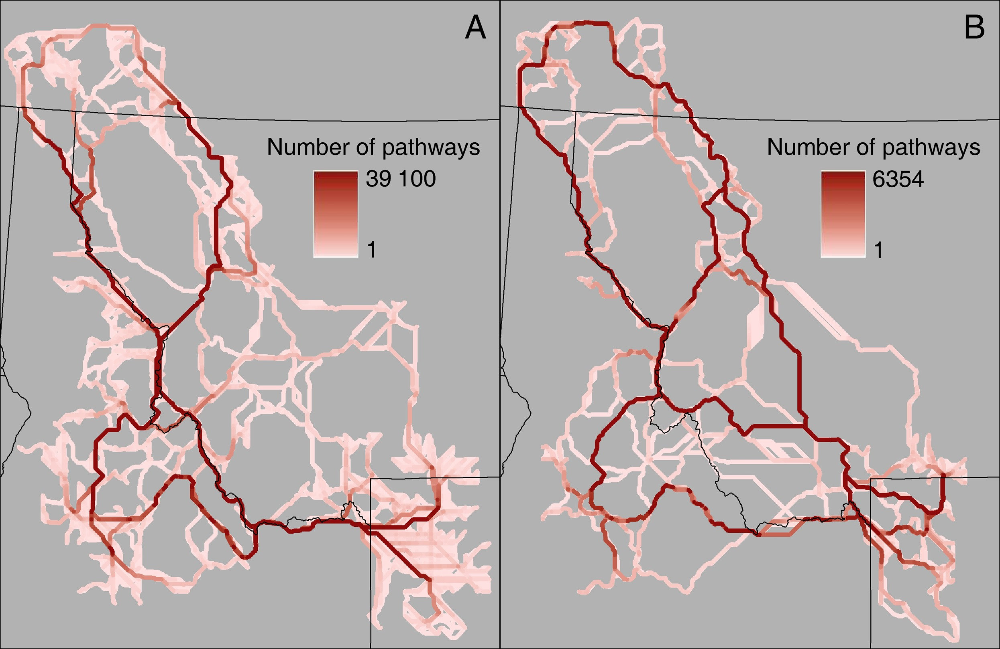 A
Number of pathways
39 100
1
B
Number of pathways
6354
1